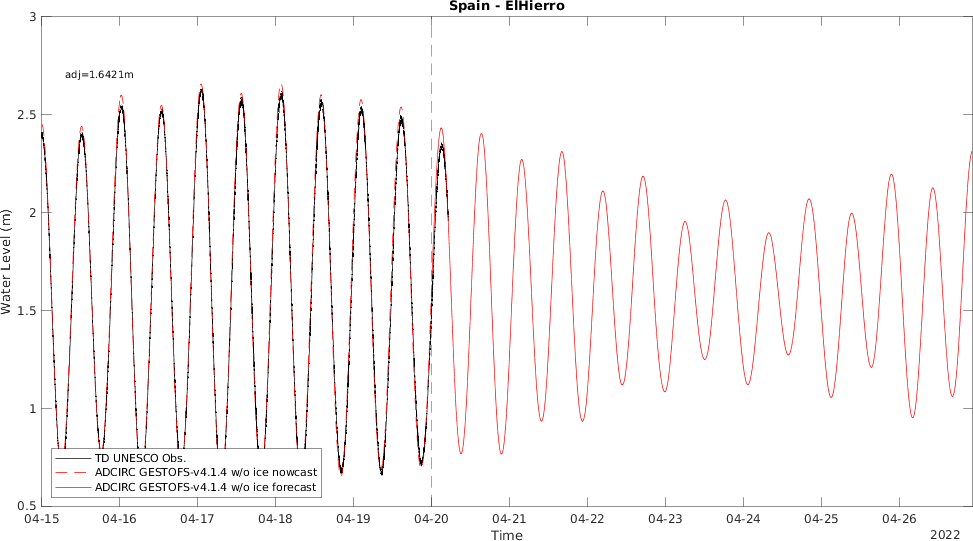 Spain - ElHierro
adj=1.6421m
3
2.5
2
1.5
1
0.5
Water Level (m)
TD UNESCO Obs.
ADCIRC GESTOFS-v4.1.4 w/o ice nowcast
ADCIRC GESTOFS-v4.1.4 w/o ice forecast
04-15 04-16 04-17 04-18 04-19 04-20 04-21 04-22 04-23 04-24 04-25 04-26
Time
2022